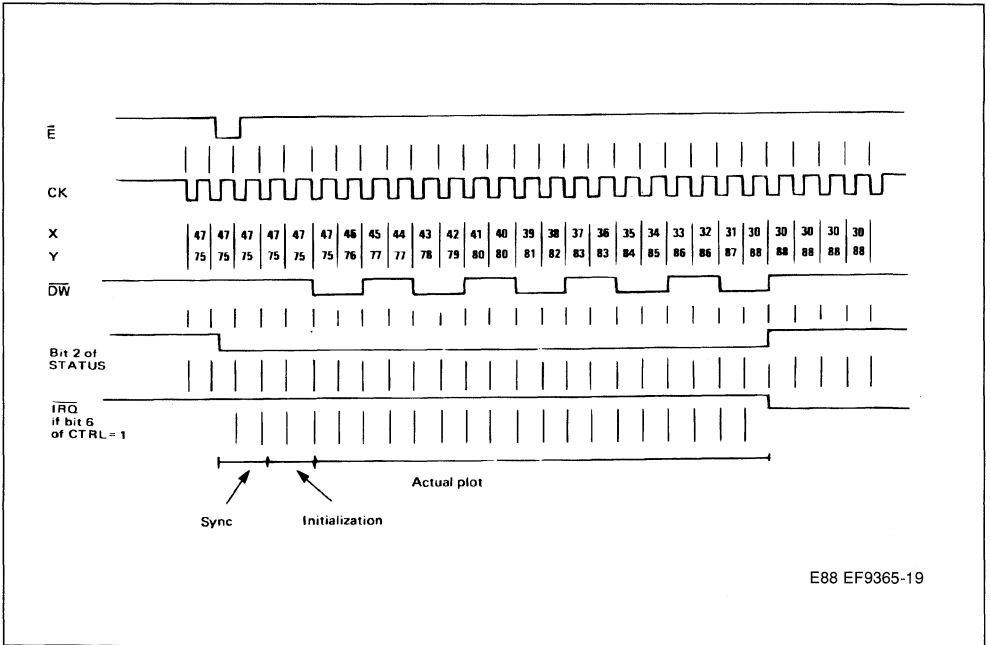 E̅
CK
X 47 47 47 47 47 47 46 45 44 43 42 41 40 39 38 37 36 35 34 33 32 31 30 30 30 30 30
Y 75 75 75 75 75 75 76 77 77 78 79 80 80 81 82 83 83 84 85 86 86 87 88 88 88 88 88
D̅W̅
Bit 2 of
STATUS
I̅R̅Q̅
if bit 6
of CTRL = 1
Actual plot
Sync
Initialization
E88 EF9365-19